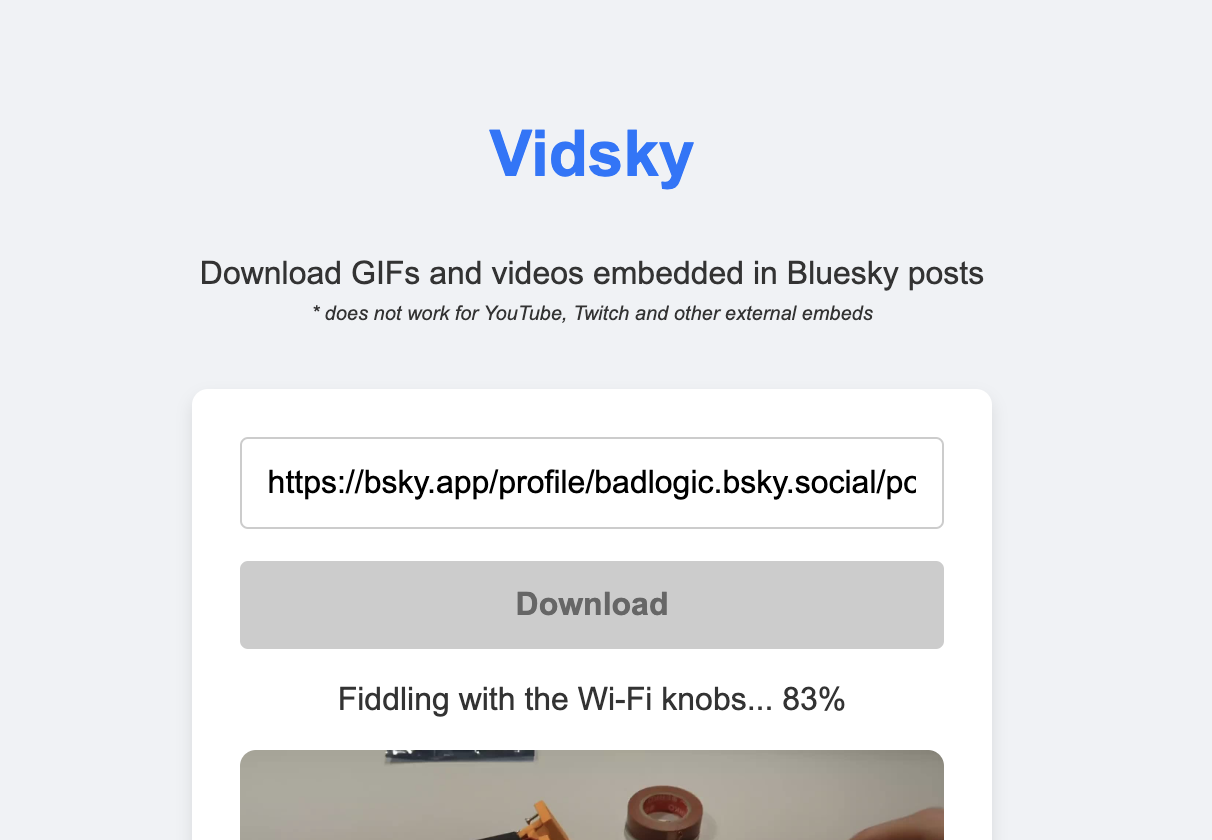 Vidsky
Download GIFs and videos embedded in Bluesky posts
* does not work for YouTube, Twitch and other external embeds
https://bsky.app/profile/badlogic.bsky.social/po
Download
Fiddling with the Wi-Fi knobs... 83%